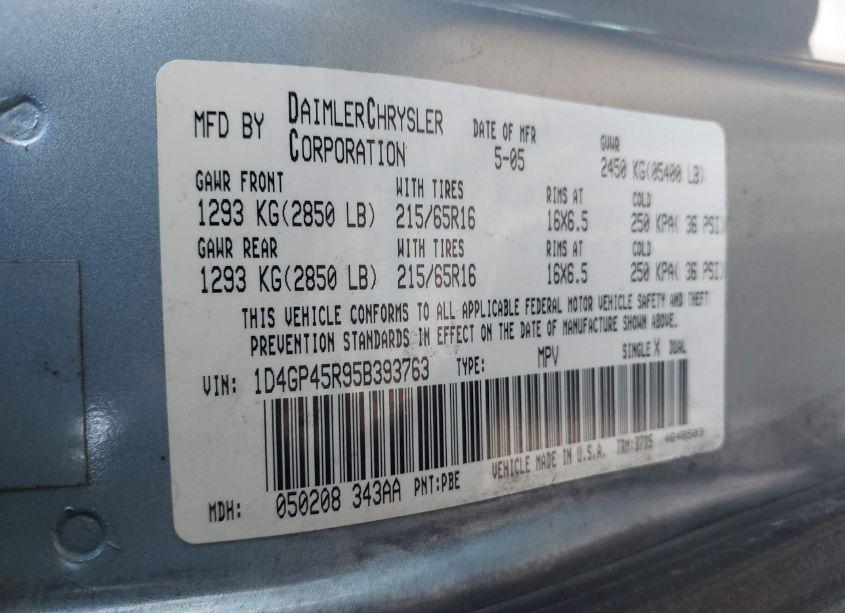 MFD BY DAIMLERCHRYSLER CORPORATION DATE OF MFR 5-05 GVWR 2450 KG(05400 LB)
GAWR FRONT WITH TIRES RIMS AT COLD
1293 KG(2850 LB) 215/65R16 16X6.5 250 KPA( 36 PSI)
GAWR REAR WITH TIRES RIMS AT COLD
1293 KG(2850 LB) 215/65R16 16X6.5 250 KPA( 36 PSI)
THIS VEHICLE CONFORMS TO ALL APPLICABLE FEDERAL MOTOR VEHICLE SAFETY AND THEFT
PREVENTION STANDARDS IN EFFECT ON THE DATE OF MANUFACTURE SHOWN ABOVE.
VIN: 1D4GP45R95B393763 TYPE: MPV SINGLE X DUAL
MDH: 050208 343AA PNT:PBE VEHICLE MADE IN U.S.A. TRM:B7DS 4648503